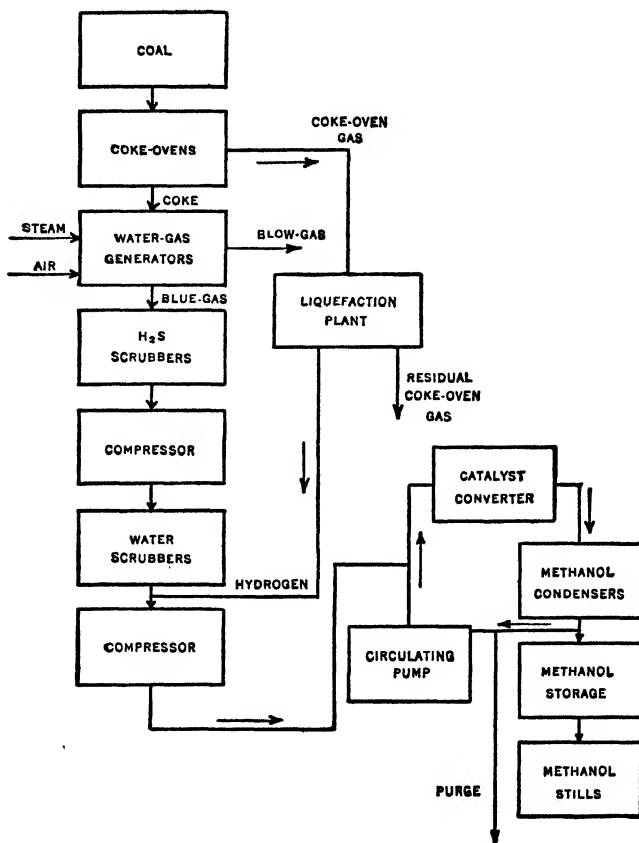 COAL
COKE-OVENS
COKE-OVEN
GAS
COKE
STEAM
AIR
WATER-GAS
GENERATORS
BLOW-GAS
BLUE-GAS
LIQUEFACTION
PLANT
H₂S
SCRUBBERS
RESIDUAL
COKE-OVEN
GAS
COMPRESSOR
CATALYST
CONVERTER
WATER
SCRUBBERS
HYDROGEN
METHANOL
CONDENSERS
COMPRESSOR
CIRCULATING
PUMP
METHANOL
STORAGE
METHANOL
STILLS
PURGE